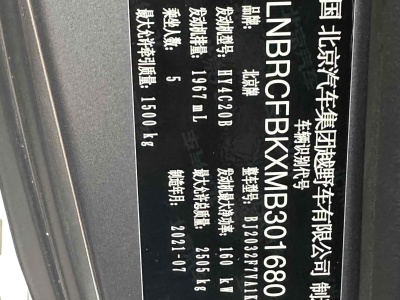 国 北京汽车集团越野车有限公司 制
车辆识别代号
LNBRCFBKXMB301680
品牌: 北京牌 整车型号: BJ2032F7VA1K
发动机型号: HY4C20B 发动机最大净功率: 160 kW
发动机排量: 1967 mL 最大允许总质量: 2505 kg
乘坐人数: 5 制造年月: 2021-07
最大允许牵引质量: 1500 kg